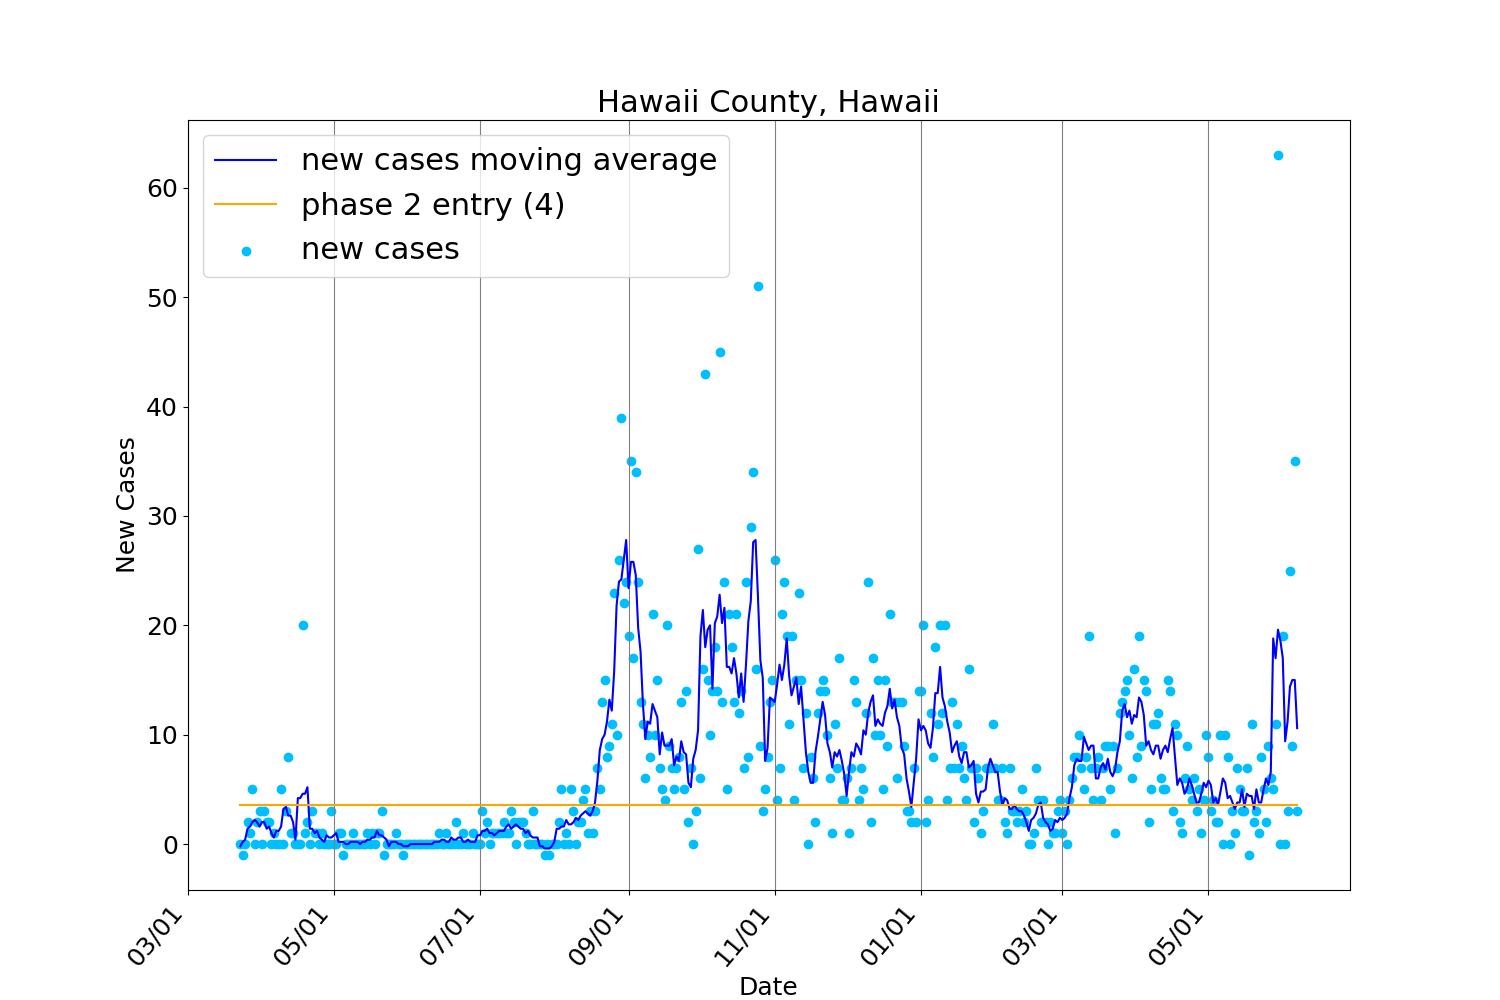 Hawaii County, Hawaii
new cases moving average
phase 2 entry (4)
new cases
60
50
40
30
20
10
0
New Cases
03/01
05/01
07/01
09/01
11/01
01/01
03/01
05/01
Date